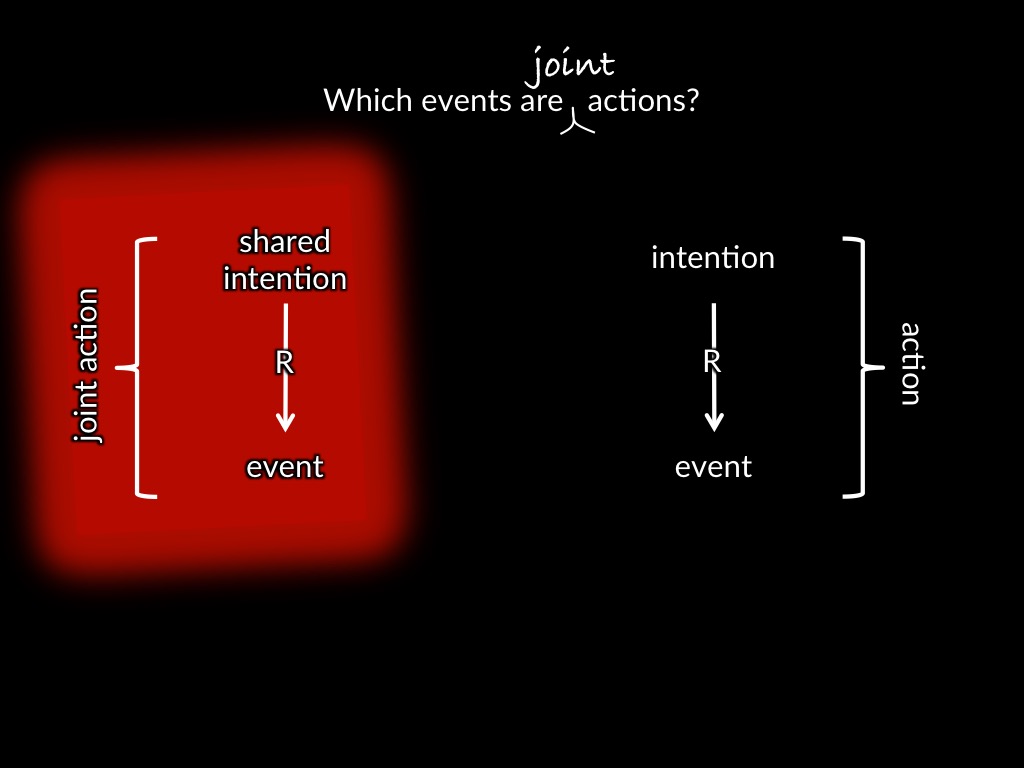 joint
Which events are actions?
joint action
shared
intention
R
event
intention
R
event
action